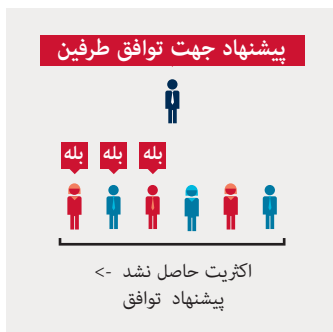 پیشنهاد جهت توافق طرفین
بله بله بله
اکثریت حاصل نشد ->
پیشنهاد توافق